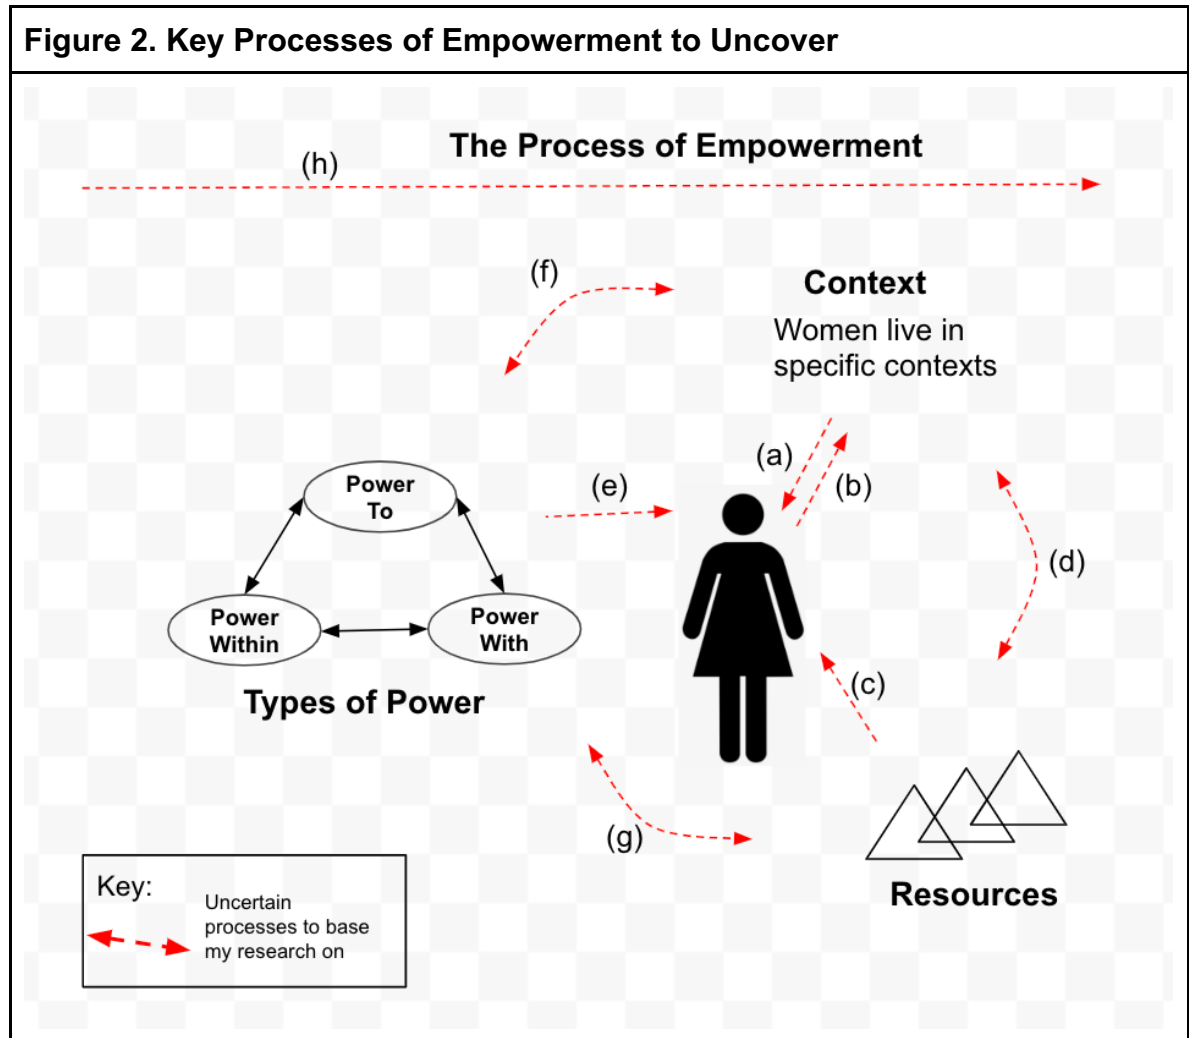 Figure 2. Key Processes of Empowerment to Uncover
The Process of Empowerment
(h)
(f)
Context
Women live in
specific contexts
(a)
(b)
(e)
Power
To
(d)
Power
Within
Power
With
Types of Power
(c)
(g)
Resources
Key:
Uncertain
processes to base
my research on